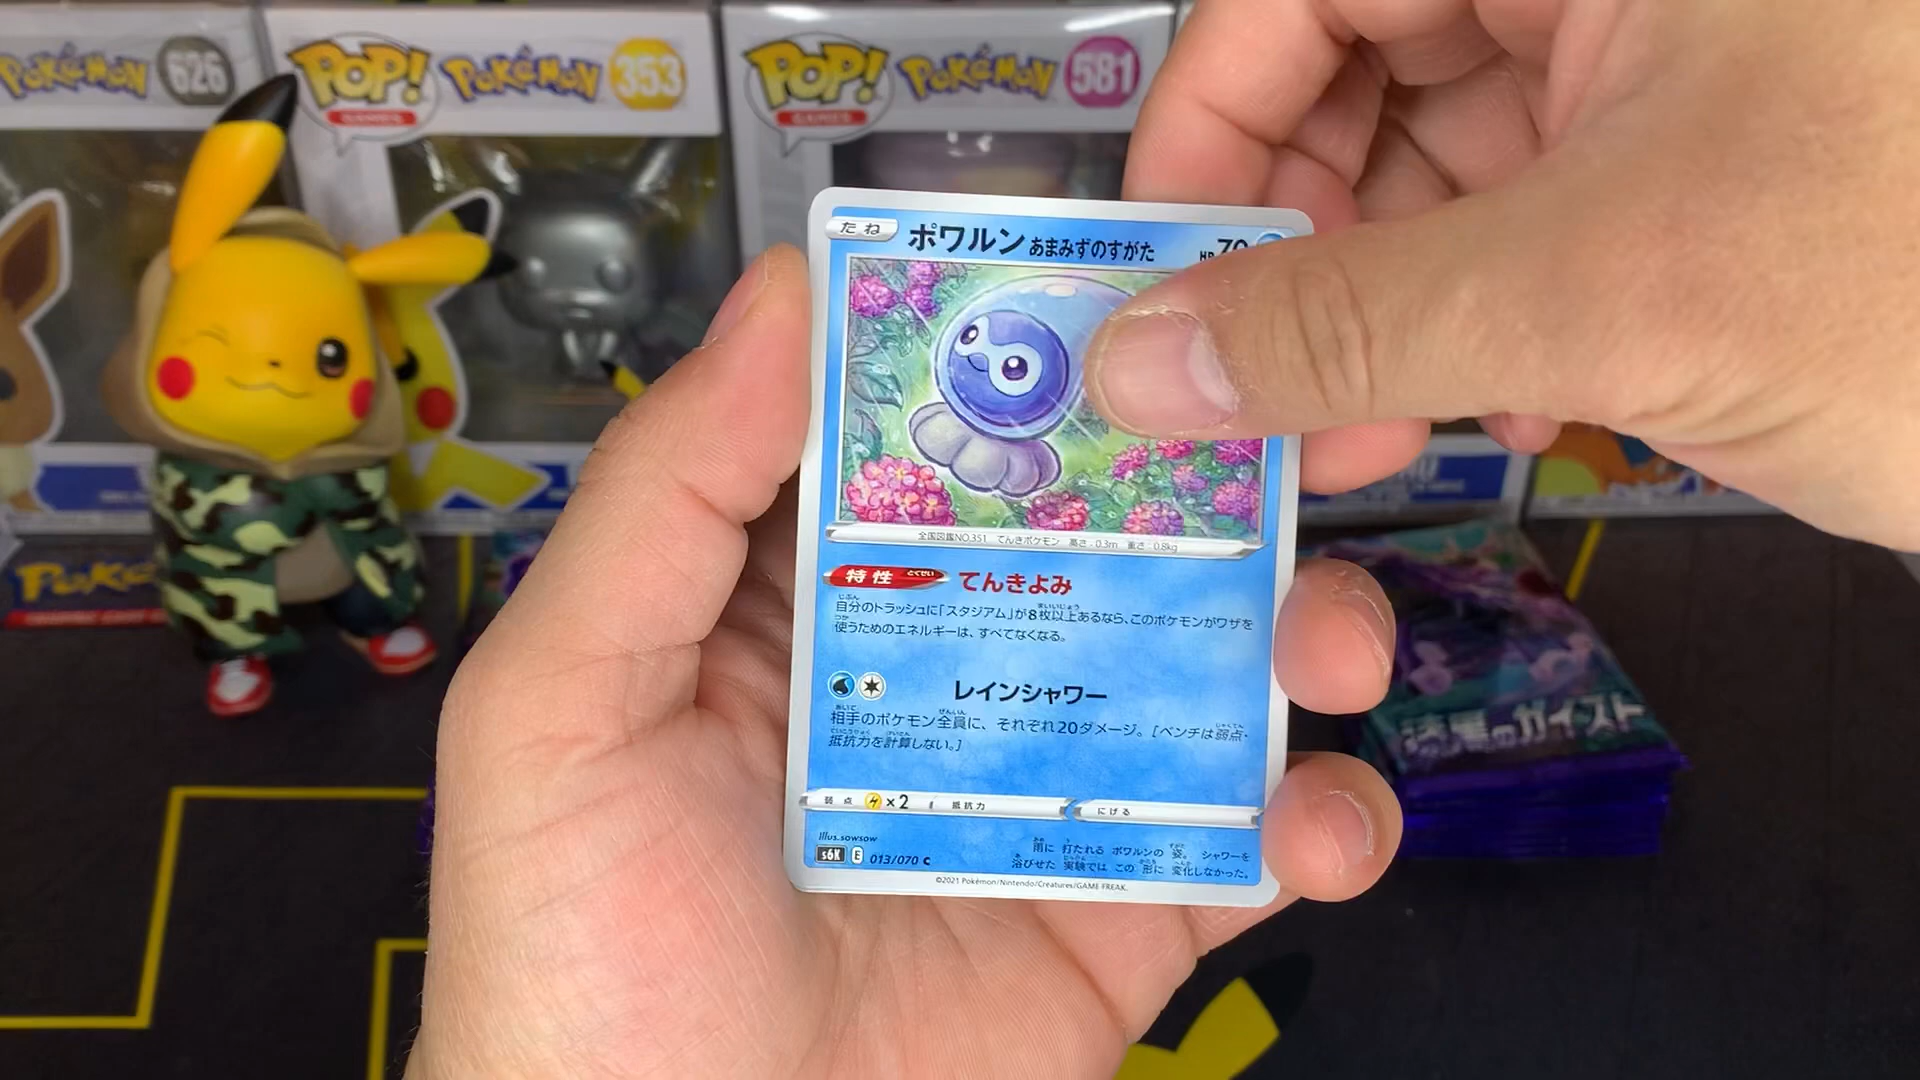 POKéMON
626
POP!
GAMES
POKéMON
353
POP!
GAMES
POKéMON
581
たね
ポワルン あまみずのすがた
HP 70
全国図鑑NO.351 てんきポケモン 高さ:0.3m 重さ:0.8kg
特性
とくせい
てんきよみ
自分のトラッシュに「スタジアム」が8枚以上あるなら、このポケモンがワザを
使うためのエネルギーは、すべてなくなる。
レインシャワー
相手のポケモン全員に、それぞれ20ダメージ。[ベンチは弱点・
抵抗力を計算しない。]
弱点 ×2 抵抗力 にげる
Illus. sowsow
s6K E 013/070 C
雨に 打たれる ポワルンの 姿。 シャワーを
浴びせた 実験では この 形に 変化しなかった。
©2021 Pokémon/Nintendo/Creatures/GAME FREAK.
漆黒のガイスト